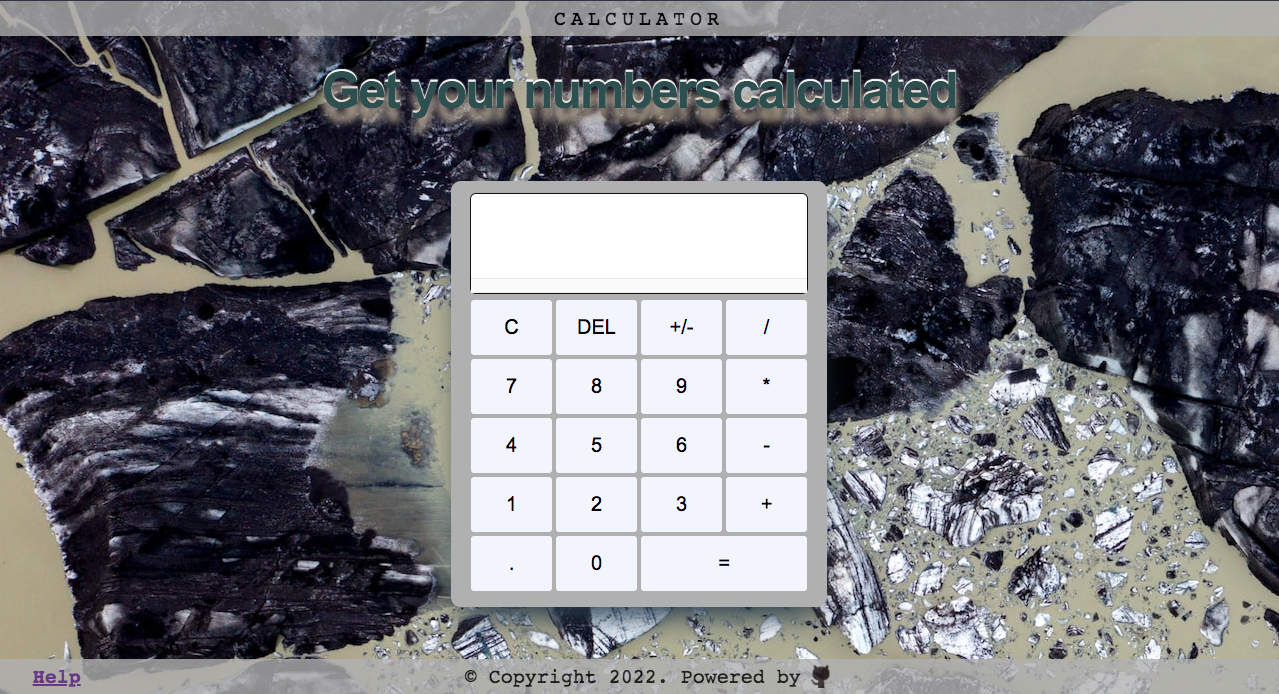 CALCULATOR
Get your numbers calculated
C DEL +/- /
7 8 9 *
4 5 6 -
1 2 3 +
. 0 =
Help © Copyright 2022. Powered by